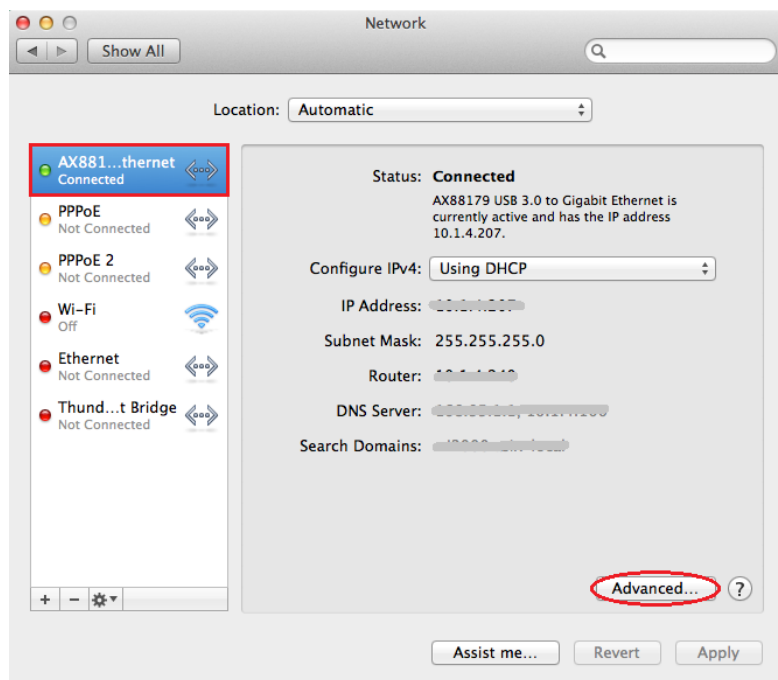 Network
Show All
Location: Automatic
AX881...thernet
Connected
PPPoE
Not Connected
PPPoE 2
Not Connected
Wi-Fi
Off
Ethernet
Not Connected
Thund...t Bridge
Not Connected
Status: Connected
AX88179 USB 3.0 to Gigabit Ethernet is
currently active and has the IP address
10.1.4.207.
Configure IPv4: Using DHCP
IP Address:
Subnet Mask: 255.255.255.0
Router:
DNS Server:
Search Domains:
Advanced... ?
+ −
Assist me... Revert Apply